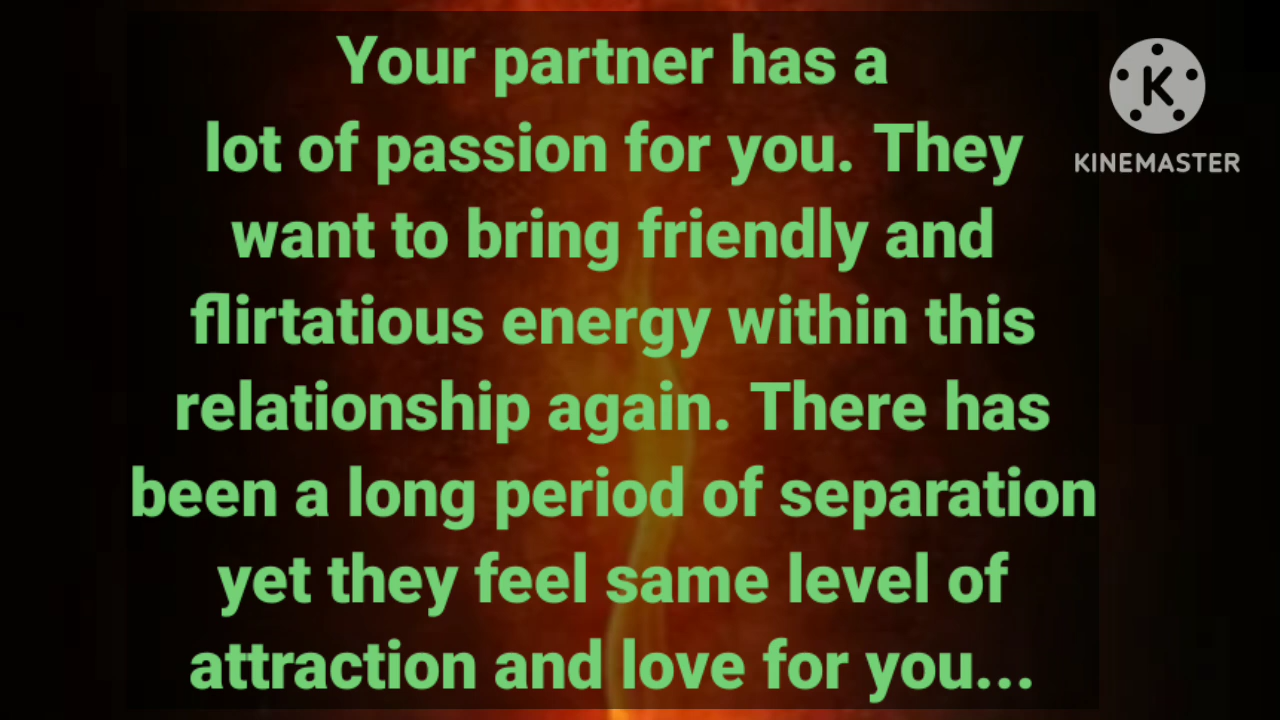 Your partner has a
lot of passion for you. They
want to bring friendly and
flirtatious energy within this
relationship again. There has
been a long period of separation
yet they feel same level of
attraction and love for you...
K
KINEMASTER